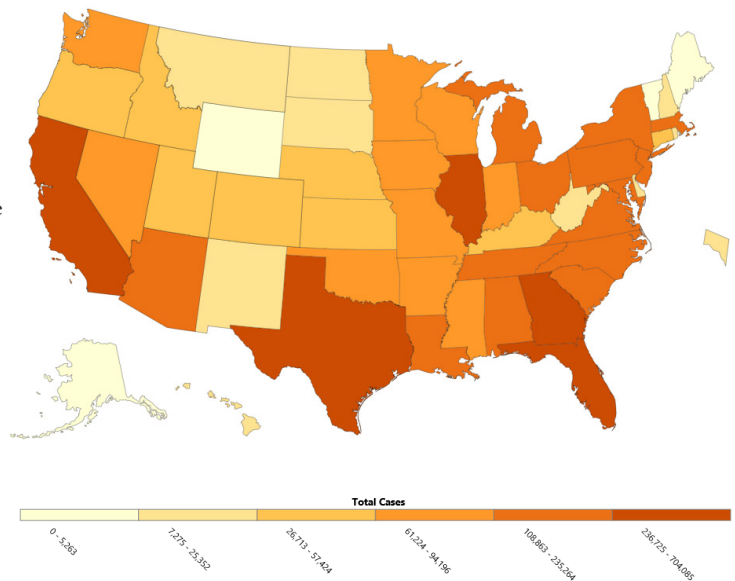 Total Cases
0 - 5,263
7,275 - 25,352
26,713 - 57,424
61,224 - 94,196
108,863 - 235,264
236,725 - 704,085